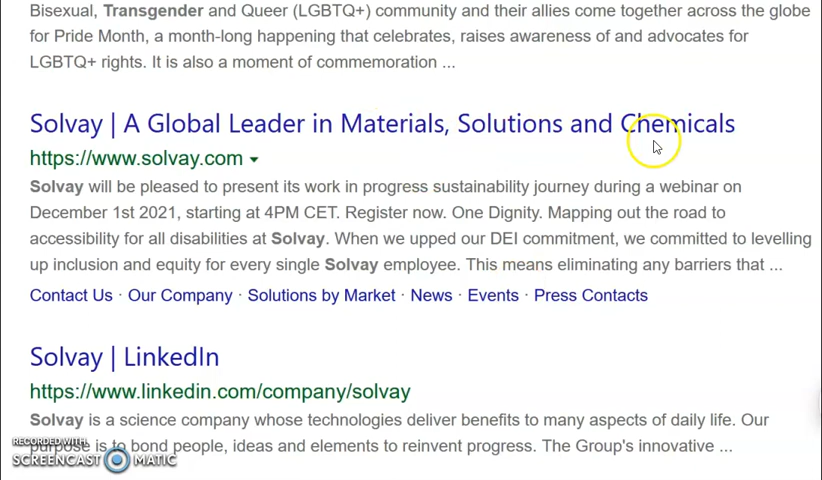 Bisexual, Transgender and Queer (LGBTQ+) community and their allies come together across the globe
for Pride Month, a month-long happening that celebrates, raises awareness of and advocates for
LGBTQ+ rights. It is also a moment of commemoration ...
Solvay | A Global Leader in Materials, Solutions and Chemicals
https://www.solvay.com
Solvay will be pleased to present its work in progress sustainability journey during a webinar on
December 1st 2021, starting at 4PM CET. Register now. One Dignity. Mapping out the road to
accessibility for all disabilities at Solvay. When we upped our DEI commitment, we committed to levelling
up inclusion and equity for every single Solvay employee. This means eliminating any barriers that ...
Contact Us · Our Company · Solutions by Market · News · Events · Press Contacts
Solvay | LinkedIn
https://www.linkedin.com/company/solvay
Solvay is a science company whose technologies deliver benefits to many aspects of daily life. Our
purpose is to bond people, ideas and elements to reinvent progress. The Group's innovative ...
RECORDED WITH
SCREENCAST MATIC